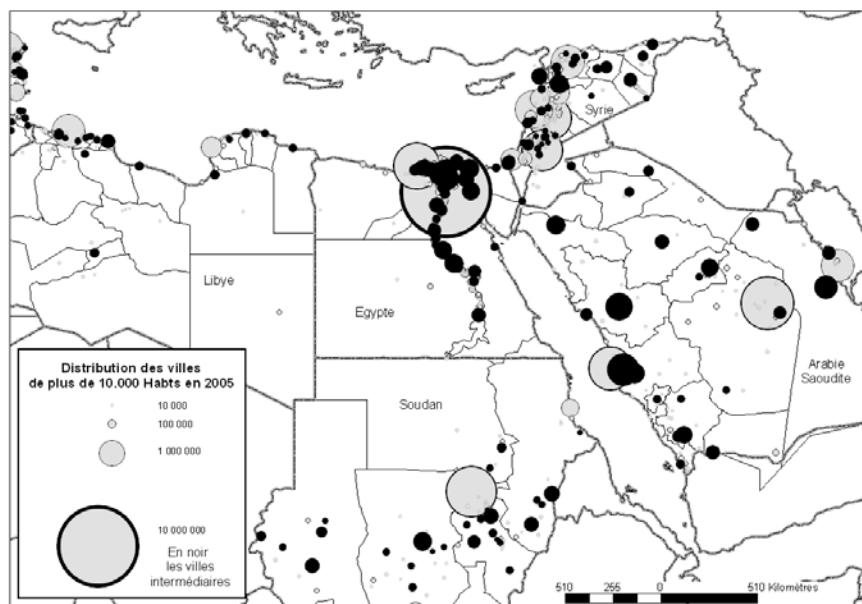 Syrie
Libye
Egypte
Arabie
Saoudite
Soudan
Distribution des villes
de plus de 10.000 Habts en 2005
10 000
100 000
1 000 000
10 000 000
En noir
les villes
intermédiaires
510 255 0 510 Kilomètres